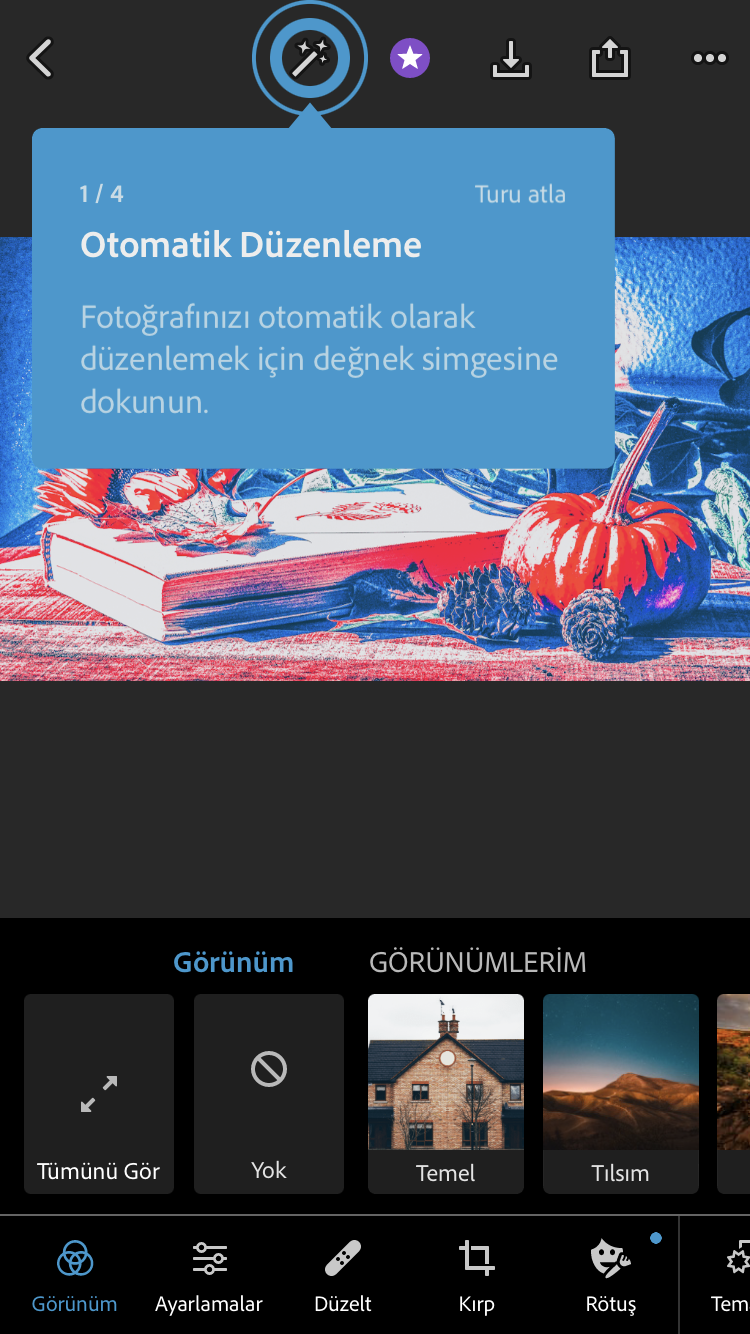 1 / 4
Turu atla
Otomatik Düzenleme
Fotoğrafınızı otomatik olarak
düzenlemek için değnek simgesine
dokunun.
Görünüm
GÖRÜNÜMLERİM
Tümünü Gör
Yok
Temel
Tılsım
Görünüm
Ayarlamalar
Düzelt
Kırp
Rötuş
Tem